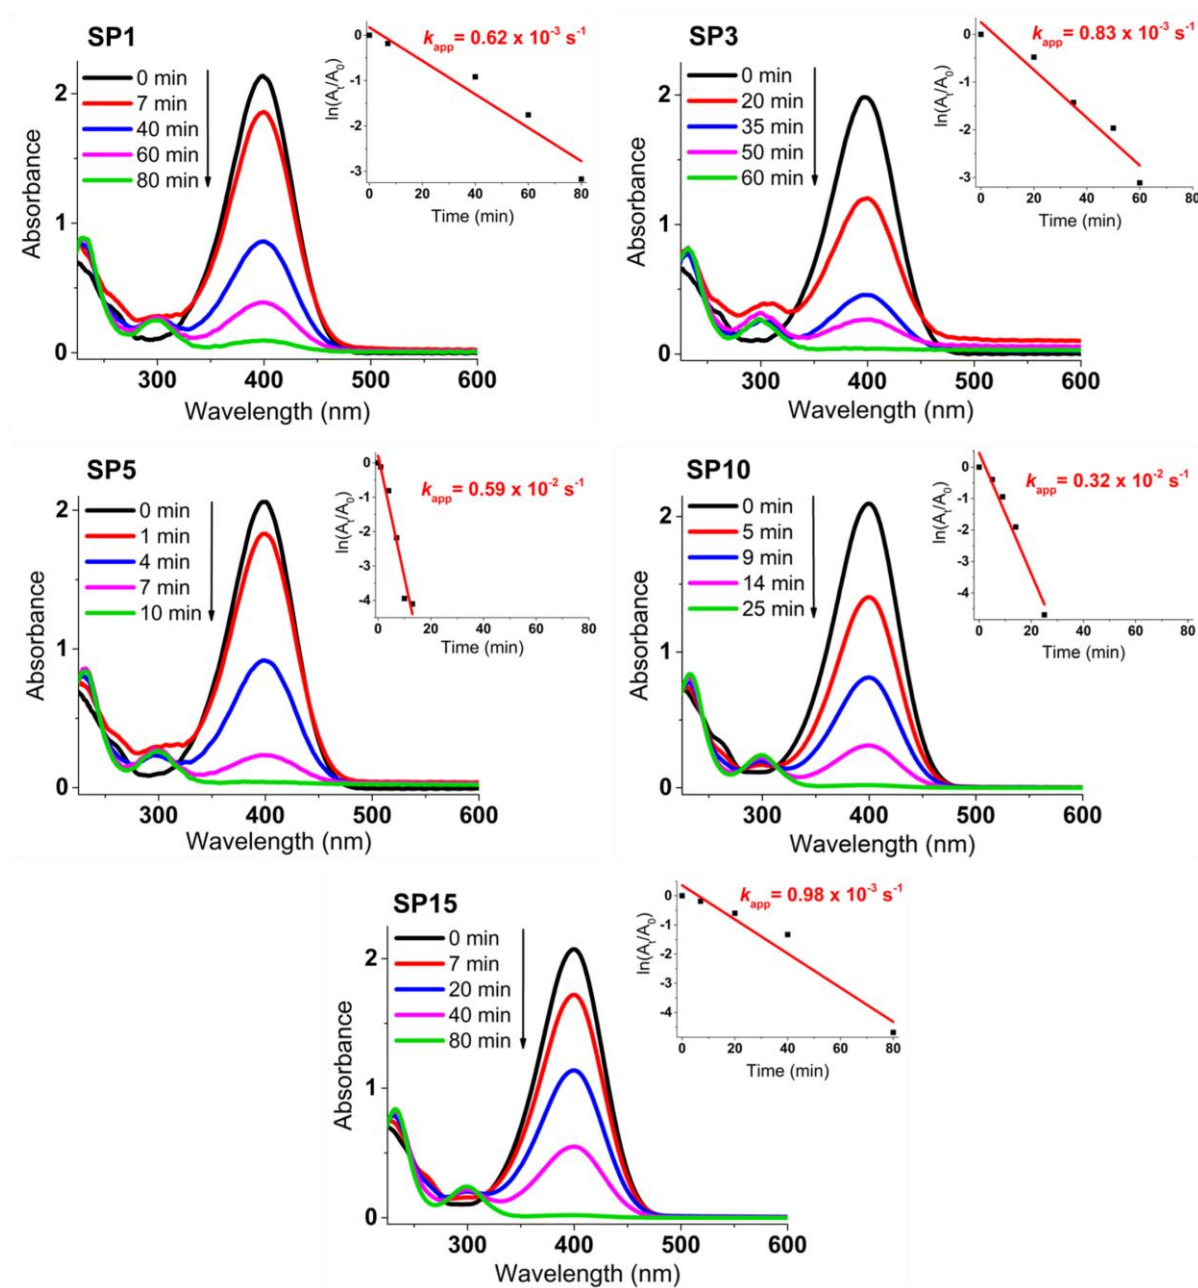 SP1
0 min
7 min
40 min
60 min
80 min
k_app = 0.62 x 10⁻³ s⁻¹
ln(Aₜ/A₀)
0
-1
-2
-3
0 20 40 60 80
Time (min)
Absorbance
2
1
0
300 400 500 600
Wavelength (nm)
SP3
0 min
20 min
35 min
50 min
60 min
k_app = 0.83 x 10⁻³ s⁻¹
ln(Aₜ/A₀)
0
-1
-2
-3
0 20 40 60 80
Time (min)
Absorbance
2
1
0
300 400 500 600
Wavelength (nm)
SP5
0 min
1 min
4 min
7 min
10 min
k_app = 0.59 x 10⁻² s⁻¹
ln(Aₜ/A₀)
0
-1
-2
-3
-4
0 20 40 60 80
Time (min)
Absorbance
2
1
0
300 400 500 600
Wavelength (nm)
SP10
0 min
5 min
9 min
14 min
25 min
k_app = 0.32 x 10⁻² s⁻¹
ln(Aₜ/A₀)
0
-1
-2
-3
-4
0 20 40 60 80
Time (min)
Absorbance
2
1
0
300 400 500 600
Wavelength (nm)
SP15
0 min
7 min
20 min
40 min
80 min
k_app = 0.98 x 10⁻³ s⁻¹
ln(Aₜ/A₀)
0
-1
-2
-3
-4
0 20 40 60 80
Time (min)
Absorbance
2
1
0
300 400 500 600
Wavelength (nm)